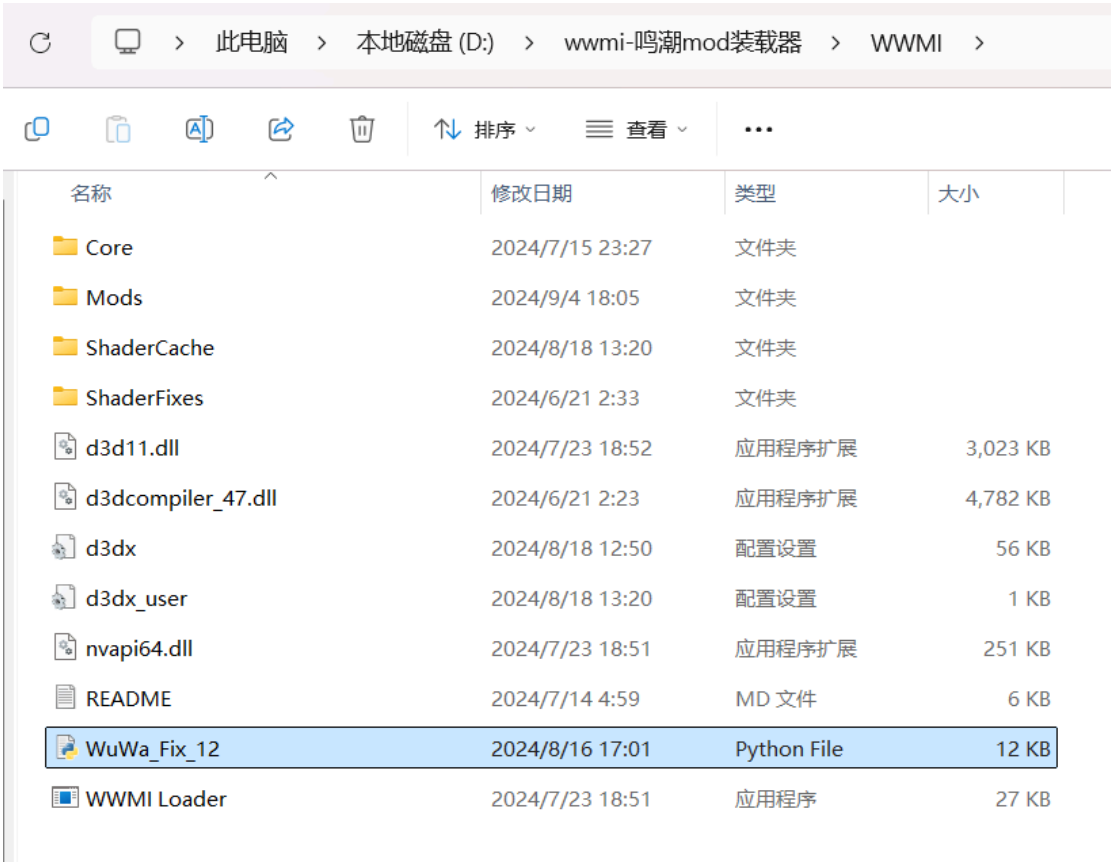 此电脑 > 本地磁盘 (D:) > wwmi-鸣潮mod装载器 > WWMI >
排序 查看 •••
名称 修改日期 类型 大小
Core 2024/7/15 23:27 文件夹
Mods 2024/9/4 18:05 文件夹
ShaderCache 2024/8/18 13:20 文件夹
ShaderFixes 2024/6/21 2:33 文件夹
d3d11.dll 2024/7/23 18:52 应用程序扩展 3,023 KB
d3dcompiler_47.dll 2024/6/21 2:23 应用程序扩展 4,782 KB
d3dx 2024/8/18 12:50 配置设置 56 KB
d3dx_user 2024/8/18 13:20 配置设置 1 KB
nvapi64.dll 2024/7/23 18:51 应用程序扩展 251 KB
README 2024/7/14 4:59 MD 文件 6 KB
WuWa_Fix_12 2024/8/16 17:01 Python File 12 KB
WWMI Loader 2024/7/23 18:51 应用程序 27 KB